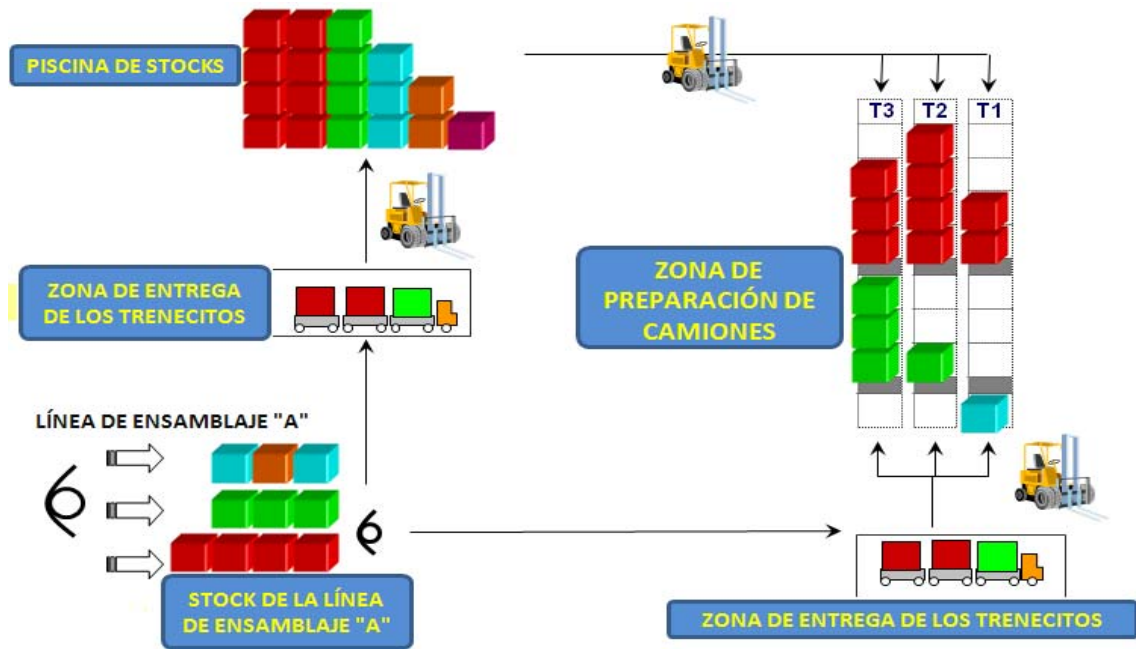 PISCINA DE STOCKS
T3
T2
T1
ZONA DE ENTREGA
DE LOS TRENECITOS
ZONA DE
PREPARACIÓN DE
CAMIONES
LÍNEA DE ENSAMBLAJE "A"
STOCK DE LA LÍNEA
DE ENSAMBLAJE "A"
ZONA DE ENTREGA DE LOS TRENECITOS